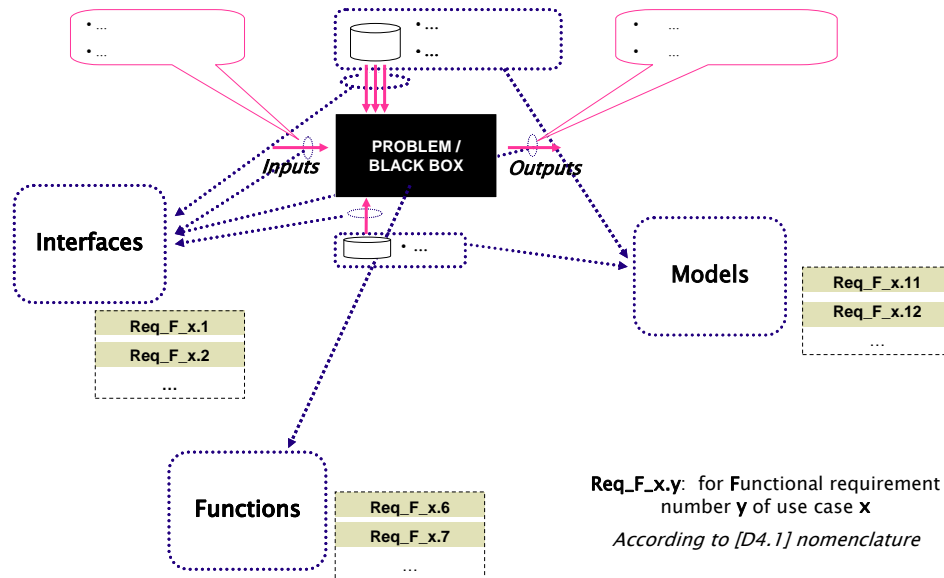 • ...
• ...
• ...
• ...
• ...
• ...
PROBLEM /
BLACK BOX
Inputs
Outputs
• ...
Interfaces
Models
Req_F_x.11
Req_F_x.12
...
Req_F_x.1
Req_F_x.2
...
Functions
Req_F_x.6
Req_F_x.7
...
Req_F_x.y: for Functional requirement
number y of use case x
According to [D4.1] nomenclature